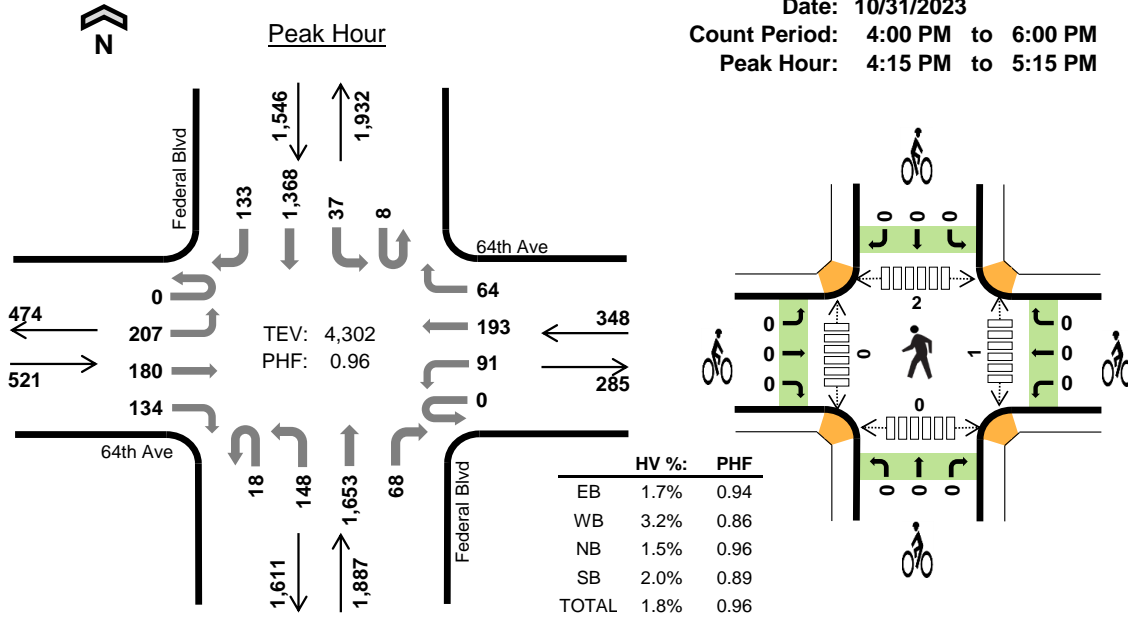 Date: 10/31/2023
Count Period: 4:00 PM to 6:00 PM
Peak Hour: 4:15 PM to 5:15 PM
N
Peak Hour
1,546
1,932
Federal Blvd
133
1,368
37
8
64th Ave
0
207
180
134
474
521
TEV: 4,302
PHF: 0.96
64
193
91
0
348
285
64th Ave
18
148
1,653
68
Federal Blvd
1,611
1,887
HV %: PHF
EB 1.7% 0.94
WB 3.2% 0.86
NB 1.5% 0.96
SB 2.0% 0.89
TOTAL 1.8% 0.96
0 0 0
2
0
0
0
0
1
0
0
0
0
0 0 0